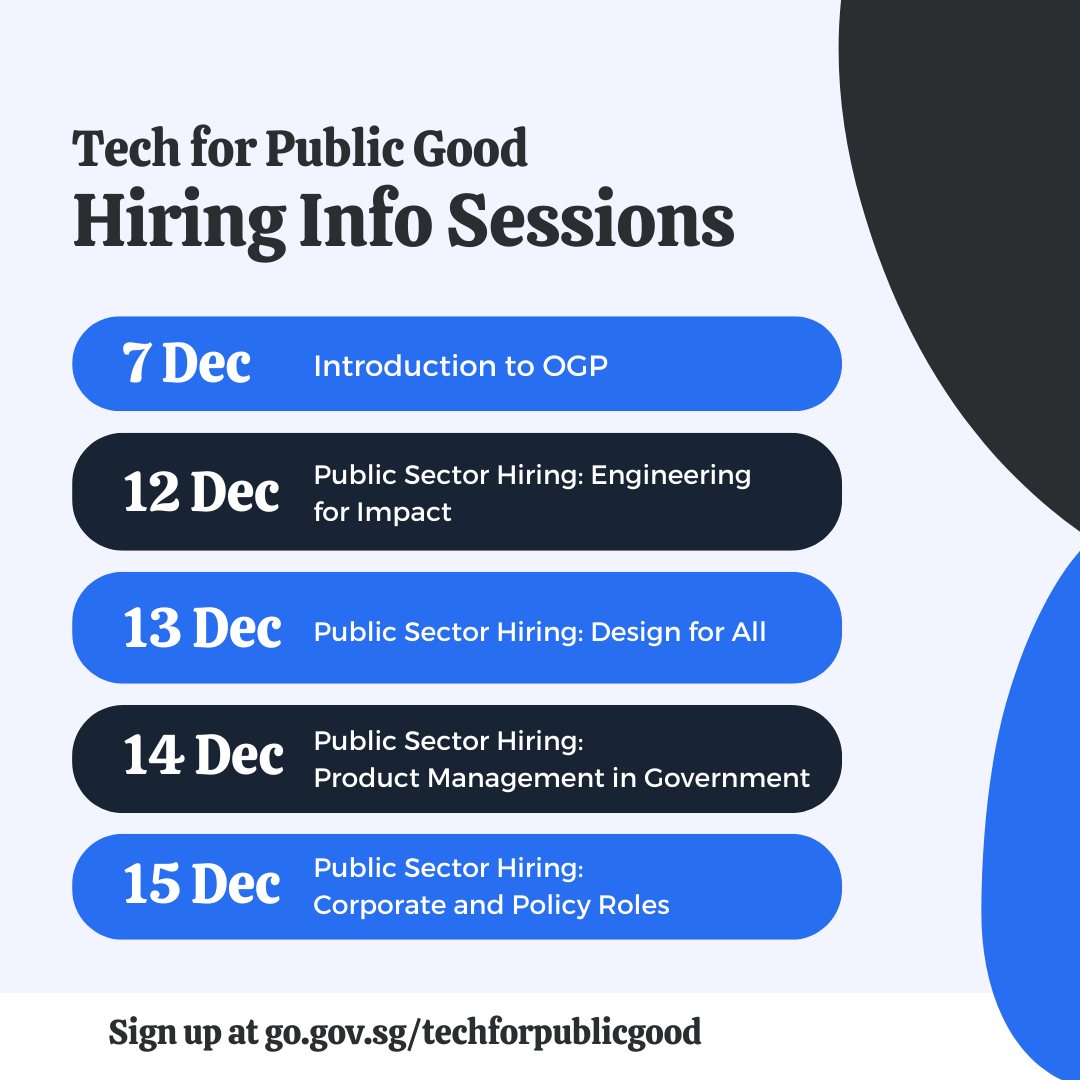 Tech for Public Good
Hiring Info Sessions
7 Dec
Introduction to OGP
12 Dec
Public Sector Hiring: Engineering
for Impact
13 Dec
Public Sector Hiring: Design for All
14 Dec
Public Sector Hiring:
Product Management in Government
15 Dec
Public Sector Hiring:
Corporate and Policy Roles
Sign up at go.gov.sg/techforpublicgood